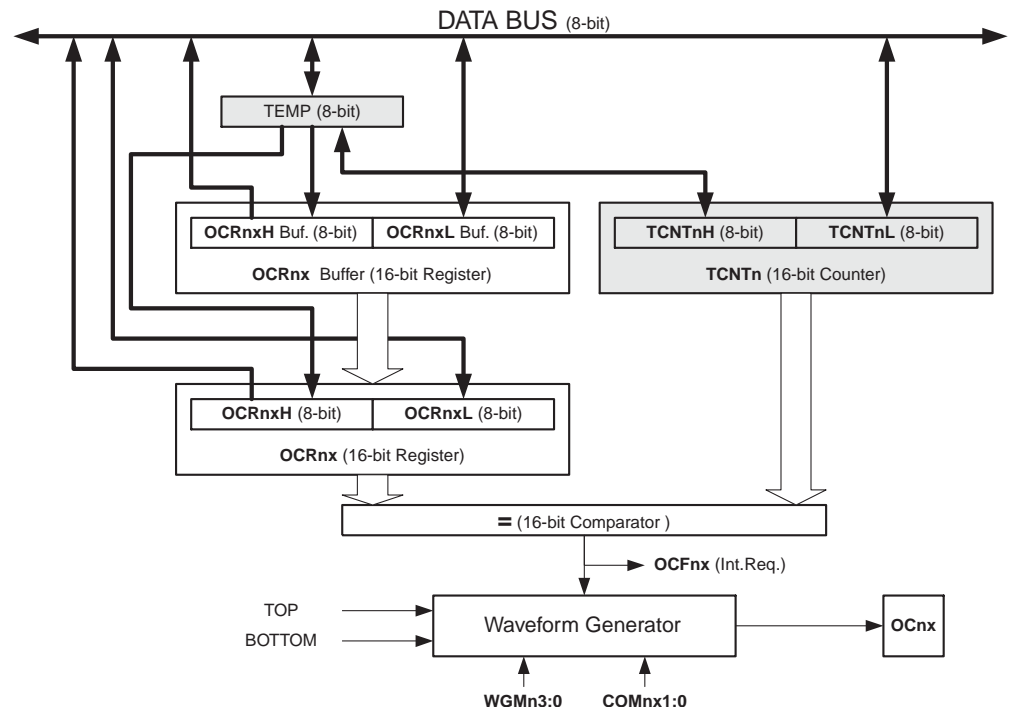 DATA BUS (8-bit)
TEMP (8-bit)
OCRnxH Buf. (8-bit) OCRnxL Buf. (8-bit)
OCRnx Buffer (16-bit Register)
TCNTnH (8-bit) TCNTnL (8-bit)
TCNTn (16-bit Counter)
OCRnxH (8-bit) OCRnxL (8-bit)
OCRnx (16-bit Register)
= (16-bit Comparator )
OCFnx (Int.Req.)
TOP
BOTTOM
Waveform Generator
OCnx
WGMn3:0 COMnx1:0